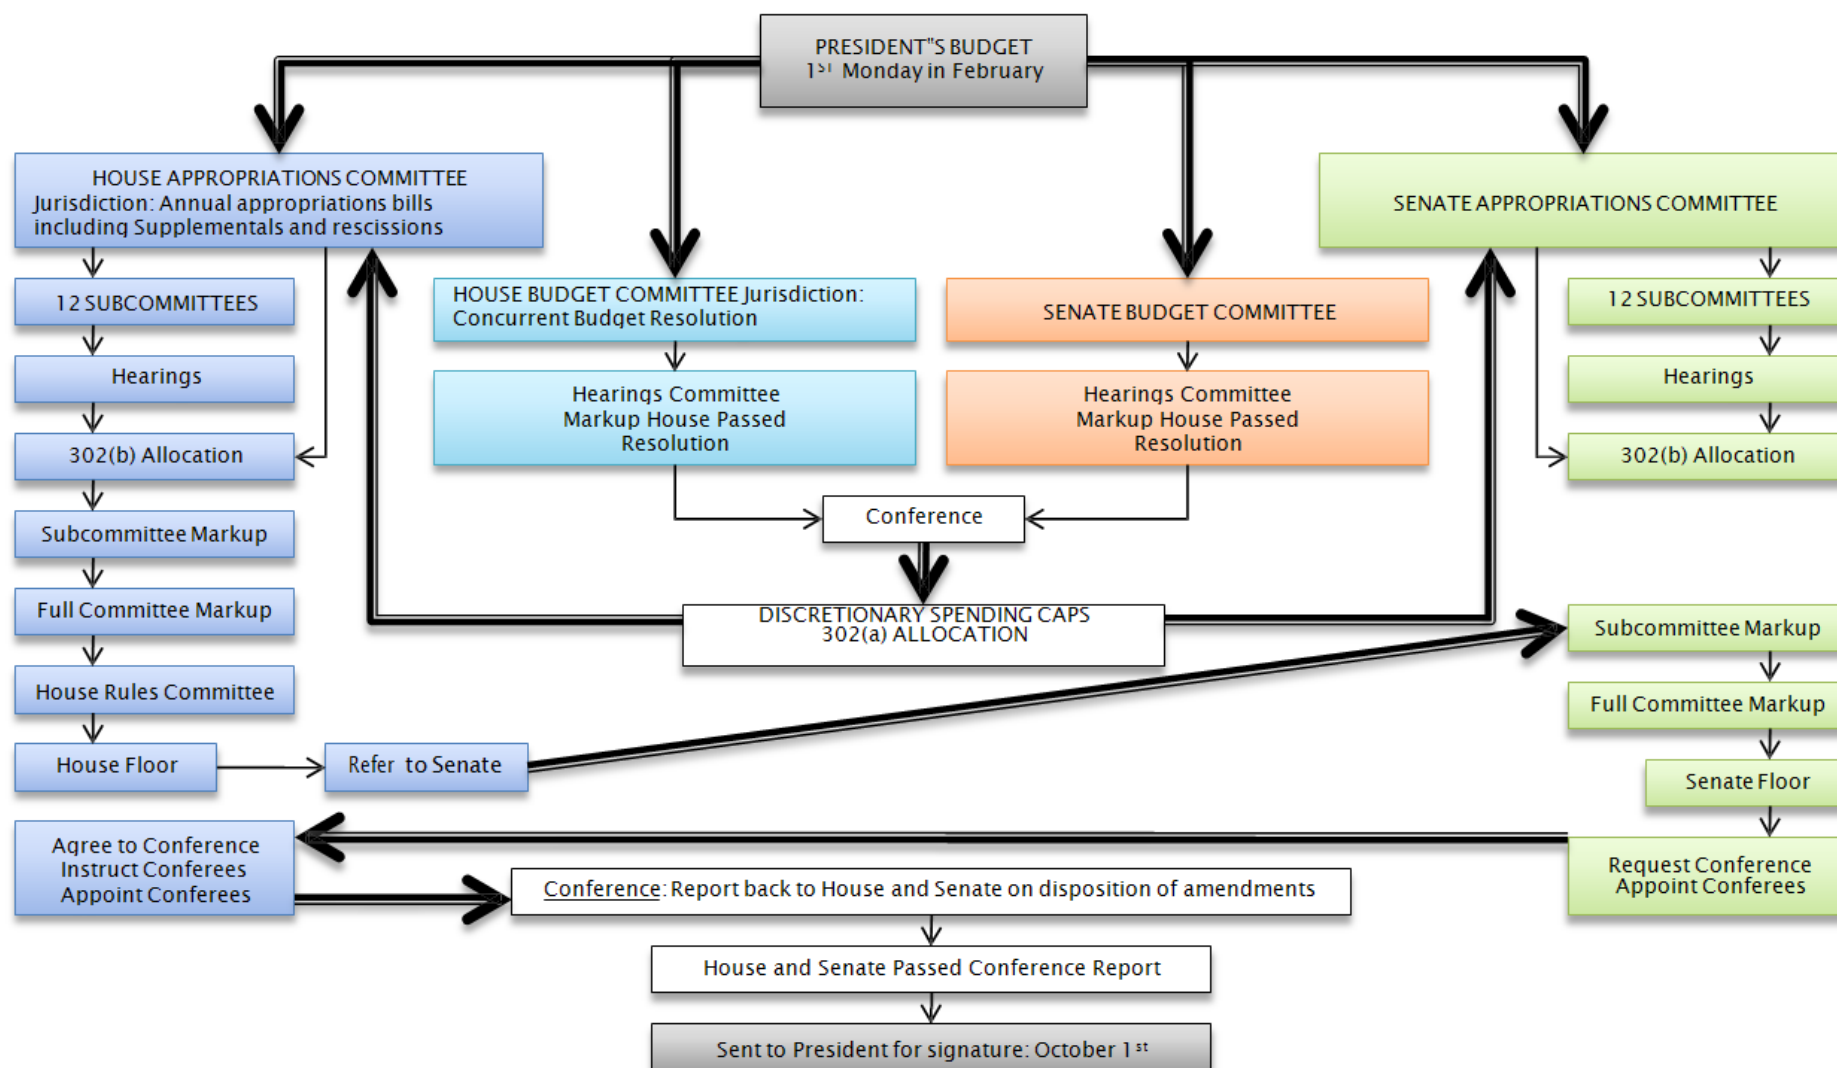 PRESIDENT"S BUDGET
1ST Monday in February
HOUSE APPROPRIATIONS COMMITTEE
Jurisdiction: Annual appropriations bills
including Supplementals and rescissions
SENATE APPROPRIATIONS COMMITTEE
12 SUBCOMMITTEES
HOUSE BUDGET COMMITTEE Jurisdiction:
Concurrent Budget Resolution
SENATE BUDGET COMMITTEE
12 SUBCOMMITTEES
Hearings
Hearings Committee
Markup House Passed
Resolution
Hearings Committee
Markup House Passed
Resolution
Hearings
302(b) Allocation
302(b) Allocation
Subcommittee Markup
Conference
Full Committee Markup
DISCRETIONARY SPENDING CAPS
302(a) ALLOCATION
Subcommittee Markup
House Rules Committee
Full Committee Markup
House Floor
Refer to Senate
Senate Floor
Agree to Conference
Instruct Conferees
Appoint Conferees
Request Conference
Appoint Conferees
Conference: Report back to House and Senate on disposition of amendments
House and Senate Passed Conference Report
Sent to President for signature: October 1st